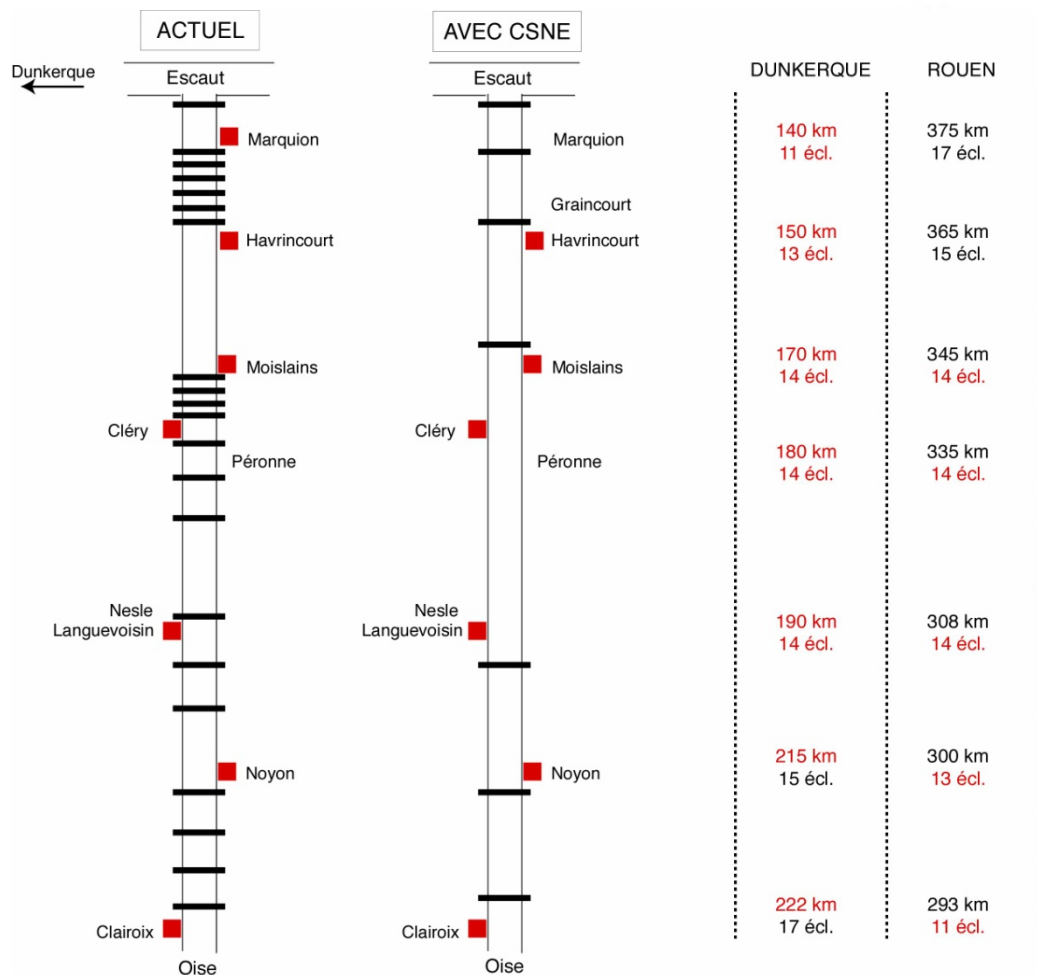 ACTUEL
AVEC CSNE
Dunkerque
Escaut
Escaut
DUNKERQUE
ROUEN
Marquion
Marquion
140 km
11 écl.
375 km
17 écl.
Graincourt
Havrincourt
Havrincourt
150 km
13 écl.
365 km
15 écl.
Moislains
Moislains
170 km
14 écl.
345 km
14 écl.
Cléry
Cléry
Péronne
Péronne
180 km
14 écl.
335 km
14 écl.
Nesle
Languevoisin
Nesle
Languevoisin
190 km
14 écl.
308 km
14 écl.
Noyon
Noyon
215 km
15 écl.
300 km
13 écl.
Clairoix
Clairoix
222 km
17 écl.
293 km
11 écl.
Oise
Oise